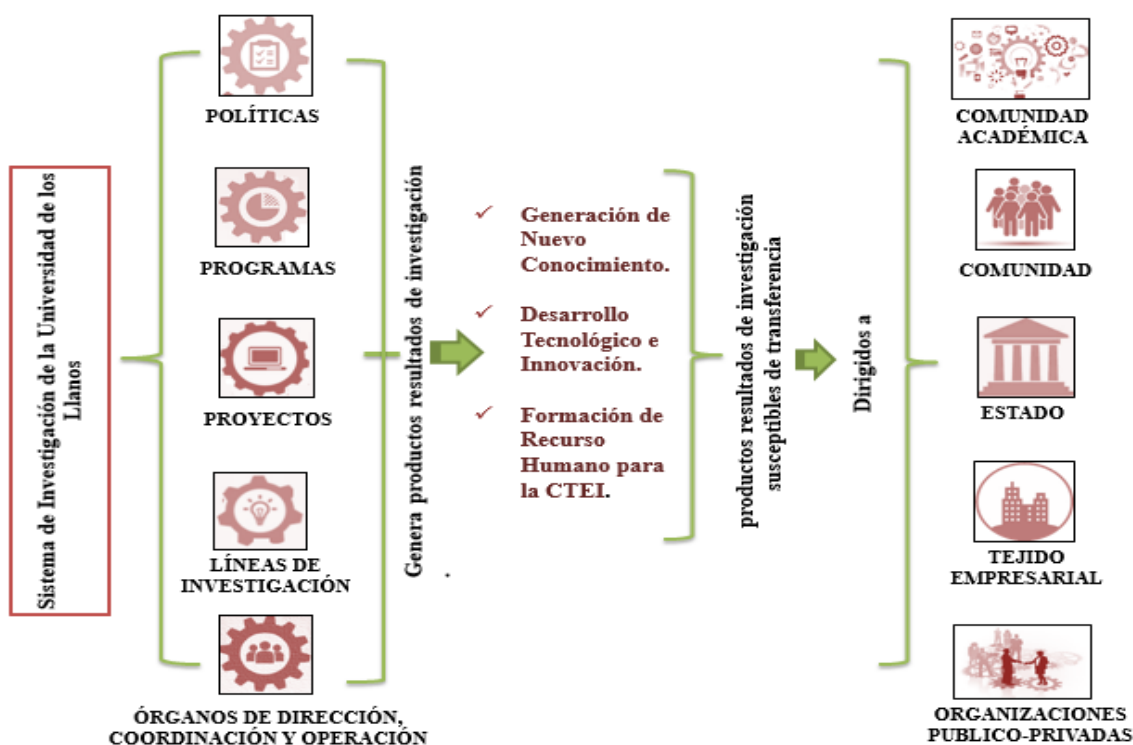 Sistema de Investigación de la Universidad de los
Llanos
POLÍTICAS
PROGRAMAS
PROYECTOS
LÍNEAS DE
INVESTIGACIÓN
ÓRGANOS DE DIRECCIÓN,
COORDINACIÓN Y OPERACIÓN
Genera productos resultados de investigación
.
✓ Generación de
Nuevo
Conocimiento.
✓ Desarrollo
Tecnológico e
Innovación.
✓ Formación de
Recurso
Humano para
la CTEI.
productos resultados de investigación
susceptibles de transferencia
Dirigidos a
COMUNIDAD
ACADÉMICA
COMUNIDAD
ESTADO
TEJIDO
EMPRESARIAL
ORGANIZACIONES
PUBLICO-PRIVADAS